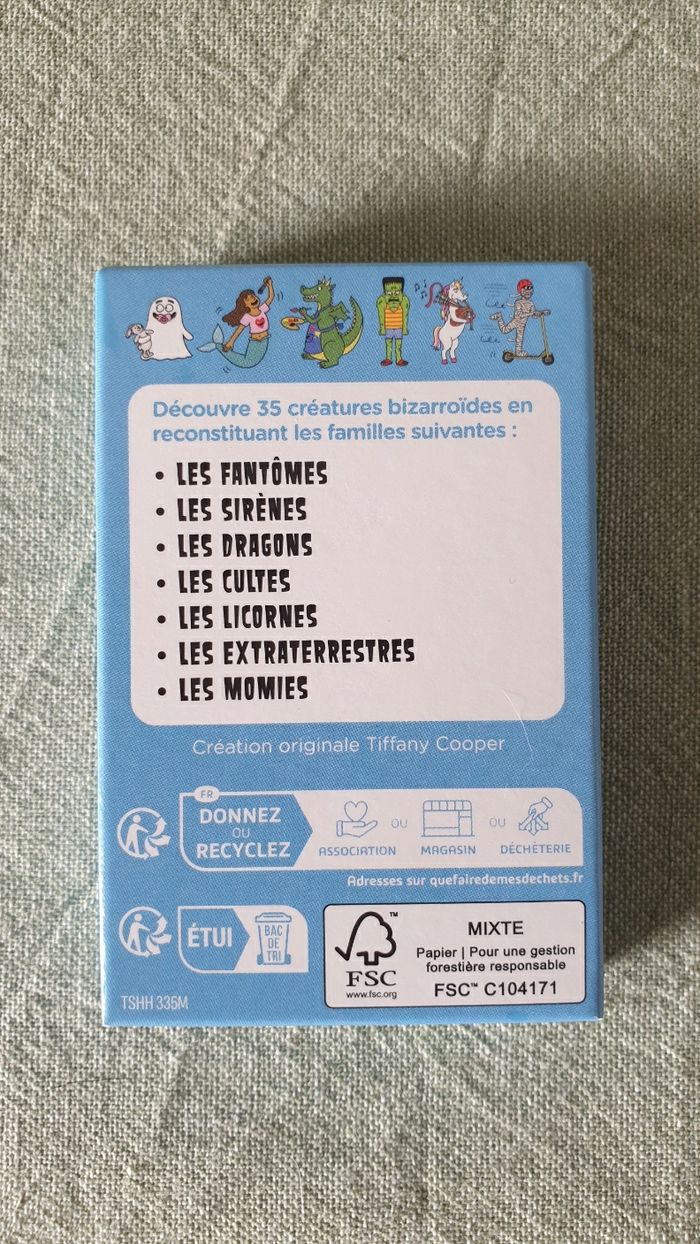 Découvre 35 créatures bizarroïdes en
reconstituant les familles suivantes :
• LES FANTÔMES
• LES SIRÈNES
• LES DRAGONS
• LES CULTES
• LES LICORNES
• LES EXTRATERRESTRES
• LES MOMIES
Création originale Tiffany Cooper
FR
DONNEZ
OU
RECYCLEZ
ASSOCIATION
OU
MAGASIN
OU
DÉCHÈTERIE
Adresses sur quefairedemesdechets.fr
ÉTUI
BAC
DE
TRI
TSHH 335M
FSC™
www.fsc.org
MIXTE
Papier | Pour une gestion
forestière responsable
FSC™ C104171